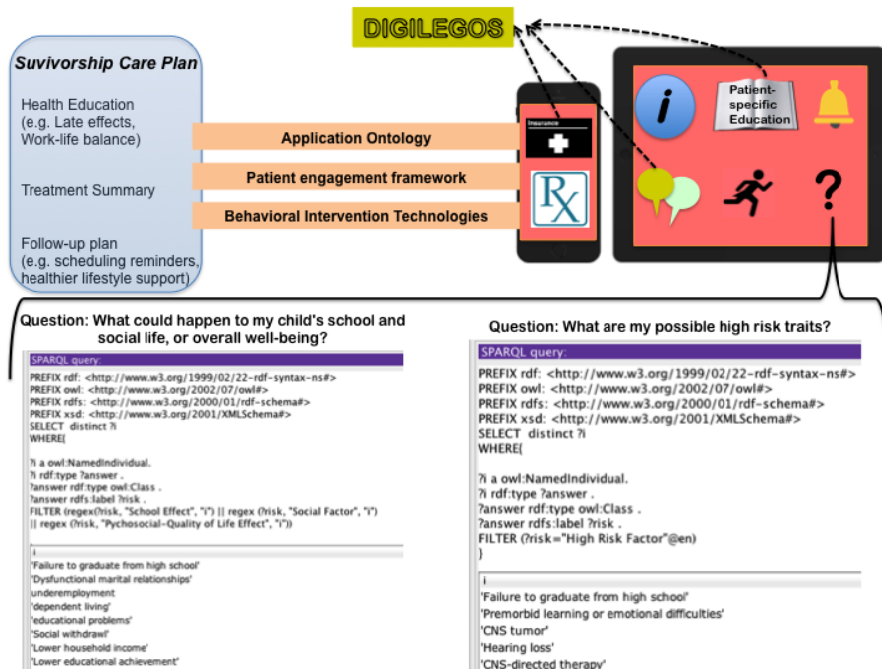 DIGILEGOS
Suvivorship Care Plan
Health Education
(e.g. Late effects,
Work-life balance)
Treatment Summary
Follow-up plan
(e.g. scheduling reminders,
healthier lifestyle support)
Application Ontology
Patient engagement framework
Behavioral Intervention Technologies
Insurance
RX
i
Patient-
specific
Education
?
Question: What could happen to my child's school and
social life, or overall well-being?
SPARQL query:
PREFIX rdf: <http://www.w3.org/1999/02/22-rdf-syntax-ns#>
PREFIX owl: <http://www.w3.org/2002/07/owl#>
PREFIX rdfs: <http://www.w3.org/2000/01/rdf-schema#>
PREFIX xsd: <http://www.w3.org/2001/XMLSchema#>
SELECT distinct ?i
WHERE{
?i a owl:NamedIndividual.
?i rdf:type ?answer .
?answer rdf:type owl:Class .
?answer rdfs:label ?risk .
FILTER (regex(?risk, "School Effect", "i") || regex (?risk, "Social Factor", "i")
|| regex (?risk, "Pychosocial-Quality of Life Effect", "i"))
i
'Failure to graduate from high school'
'Dysfunctional marital relationships'
underemployment
'dependent living'
'educational problems'
'Social withdrawl'
'Lower household income'
'Lower educational achievement'
Question: What are my possible high risk traits?
SPARQL query:
PREFIX rdf: <http://www.w3.org/1999/02/22-rdf-syntax-ns#>
PREFIX owl: <http://www.w3.org/2002/07/owl#>
PREFIX rdfs: <http://www.w3.org/2000/01/rdf-schema#>
PREFIX xsd: <http://www.w3.org/2001/XMLSchema#>
SELECT distinct ?i
WHERE{
?i a owl:NamedIndividual.
?i rdf:type ?answer .
?answer rdf:type owl:Class .
?answer rdfs:label ?risk .
FILTER (?risk="High Risk Factor"@en)
}
i
'Failure to graduate from high school'
'Premorbid learning or emotional difficulties'
'CNS tumor'
'Hearing loss'
'CNS-directed therapy'